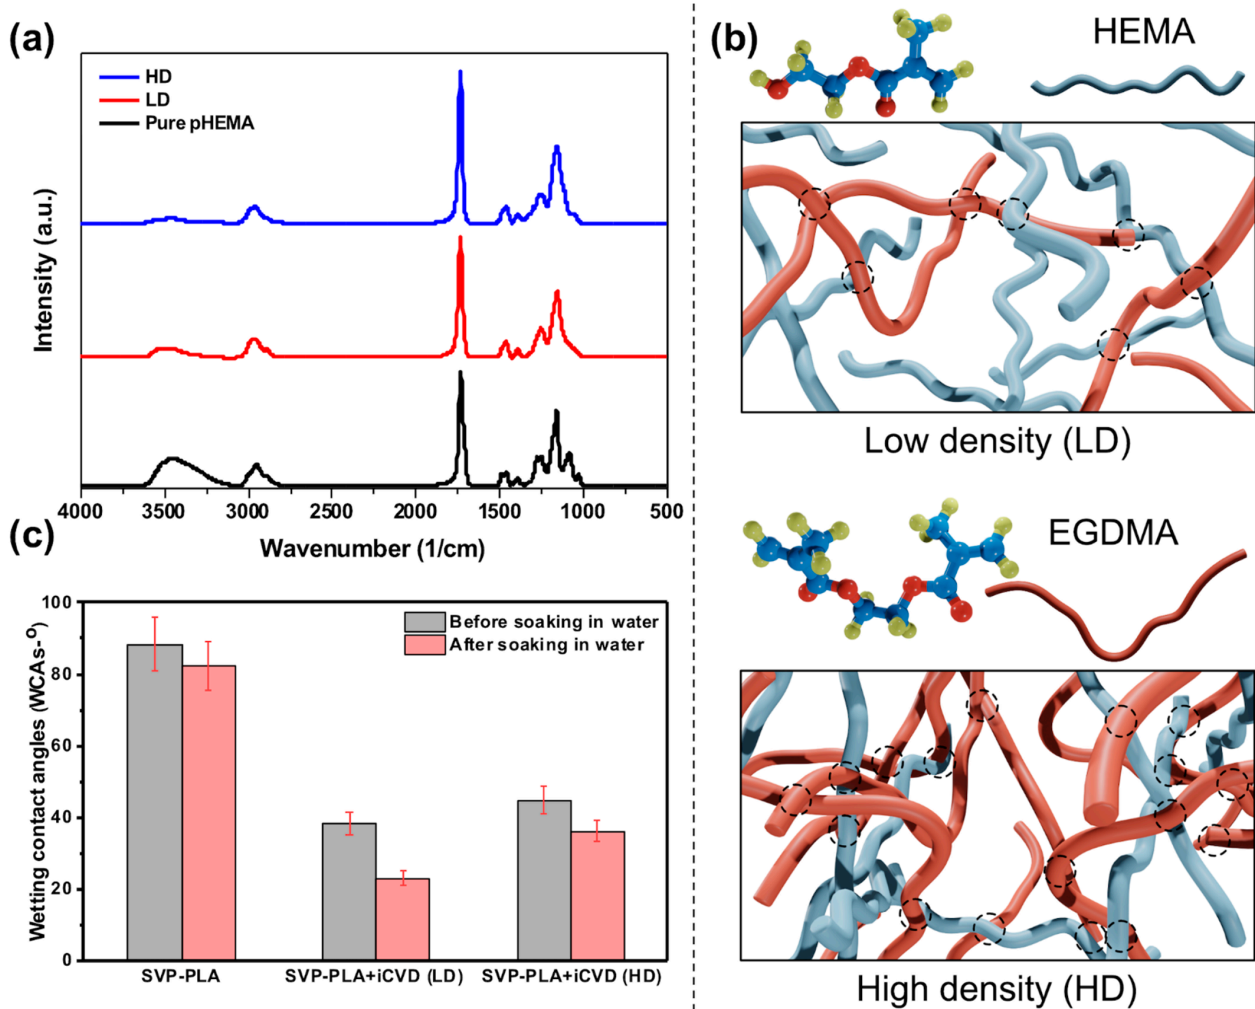 (a)
HD
LD
Pure pHEMA
Intensity (a.u.)
4000 3500 3000 2500 2000 1500 1000 500
Wavenumber (1/cm)
(b)
HEMA
Low density (LD)
EGDMA
High density (HD)
(c)
Before soaking in water
After soaking in water
Wetting contact angles (WCAs-º)
100
80
60
40
20
0
SVP-PLA SVP-PLA+iCVD (LD) SVP-PLA+iCVD (HD)